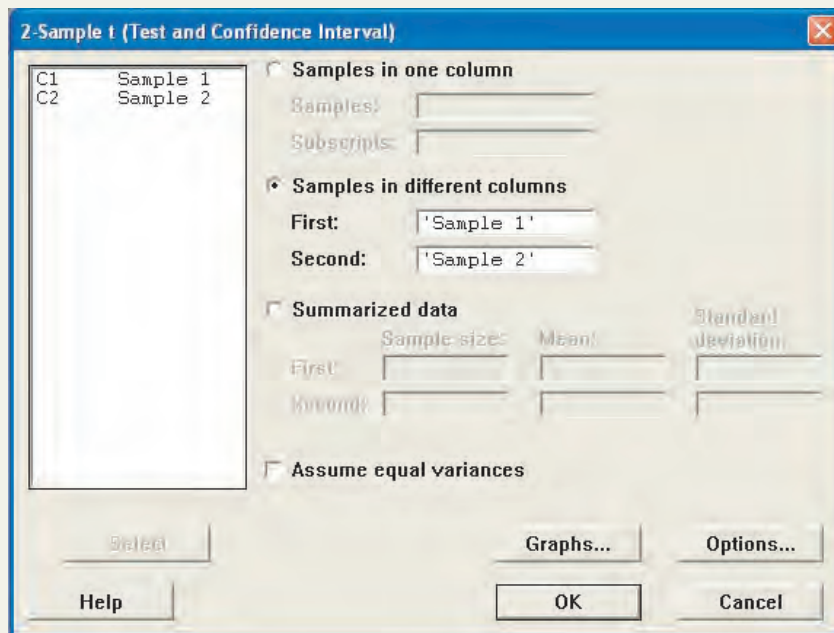 2-Sample t (Test and Confidence Interval)
C1 Sample 1
C2 Sample 2
Samples in one column
Samples:
Subscripts:
Samples in different columns
First: 'Sample 1'
Second: 'Sample 2'
Summarized data
Sample size: Mean: Standard deviation:
First:
Second:
Assume equal variances
Select
Graphs... Options...
Help OK Cancel